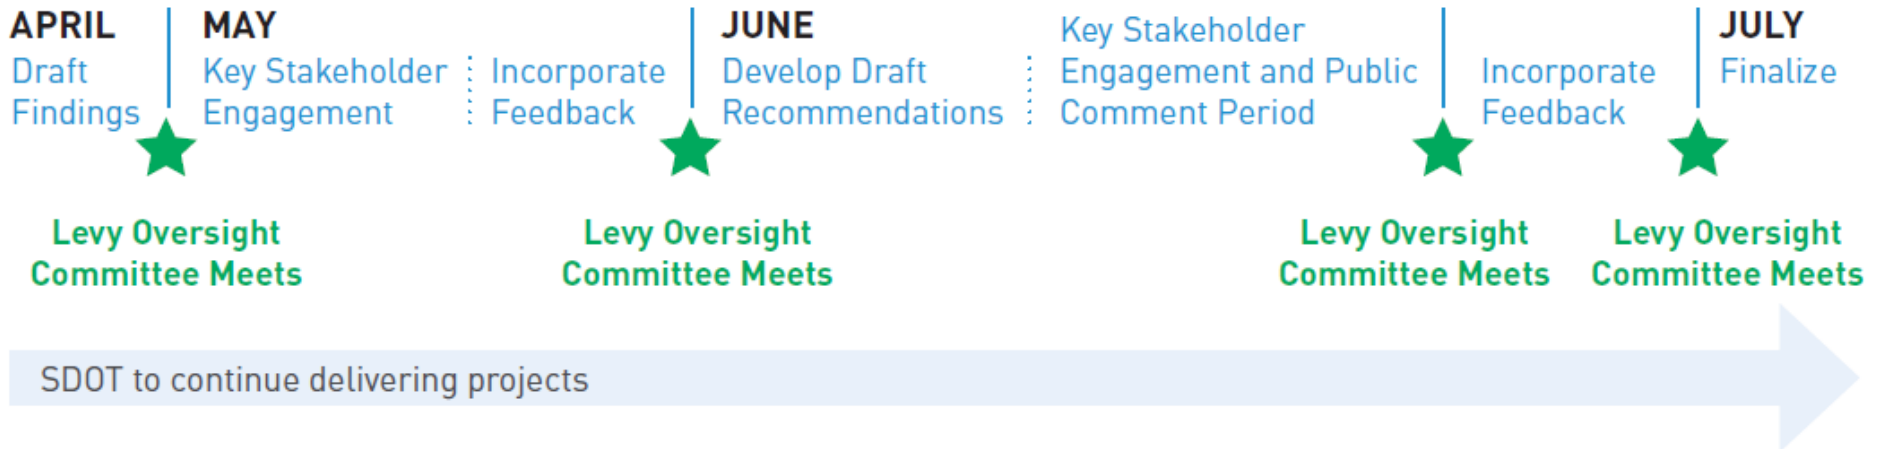 APRIL
Draft
Findings
MAY
Key Stakeholder
Engagement
Incorporate
Feedback
JUNE
Develop Draft
Recommendations
Key Stakeholder
Engagement and Public
Comment Period
Incorporate
Feedback
JULY
Finalize
Levy Oversight
Committee Meets
Levy Oversight
Committee Meets
Levy Oversight
Committee Meets
Levy Oversight
Committee Meets
SDOT to continue delivering projects